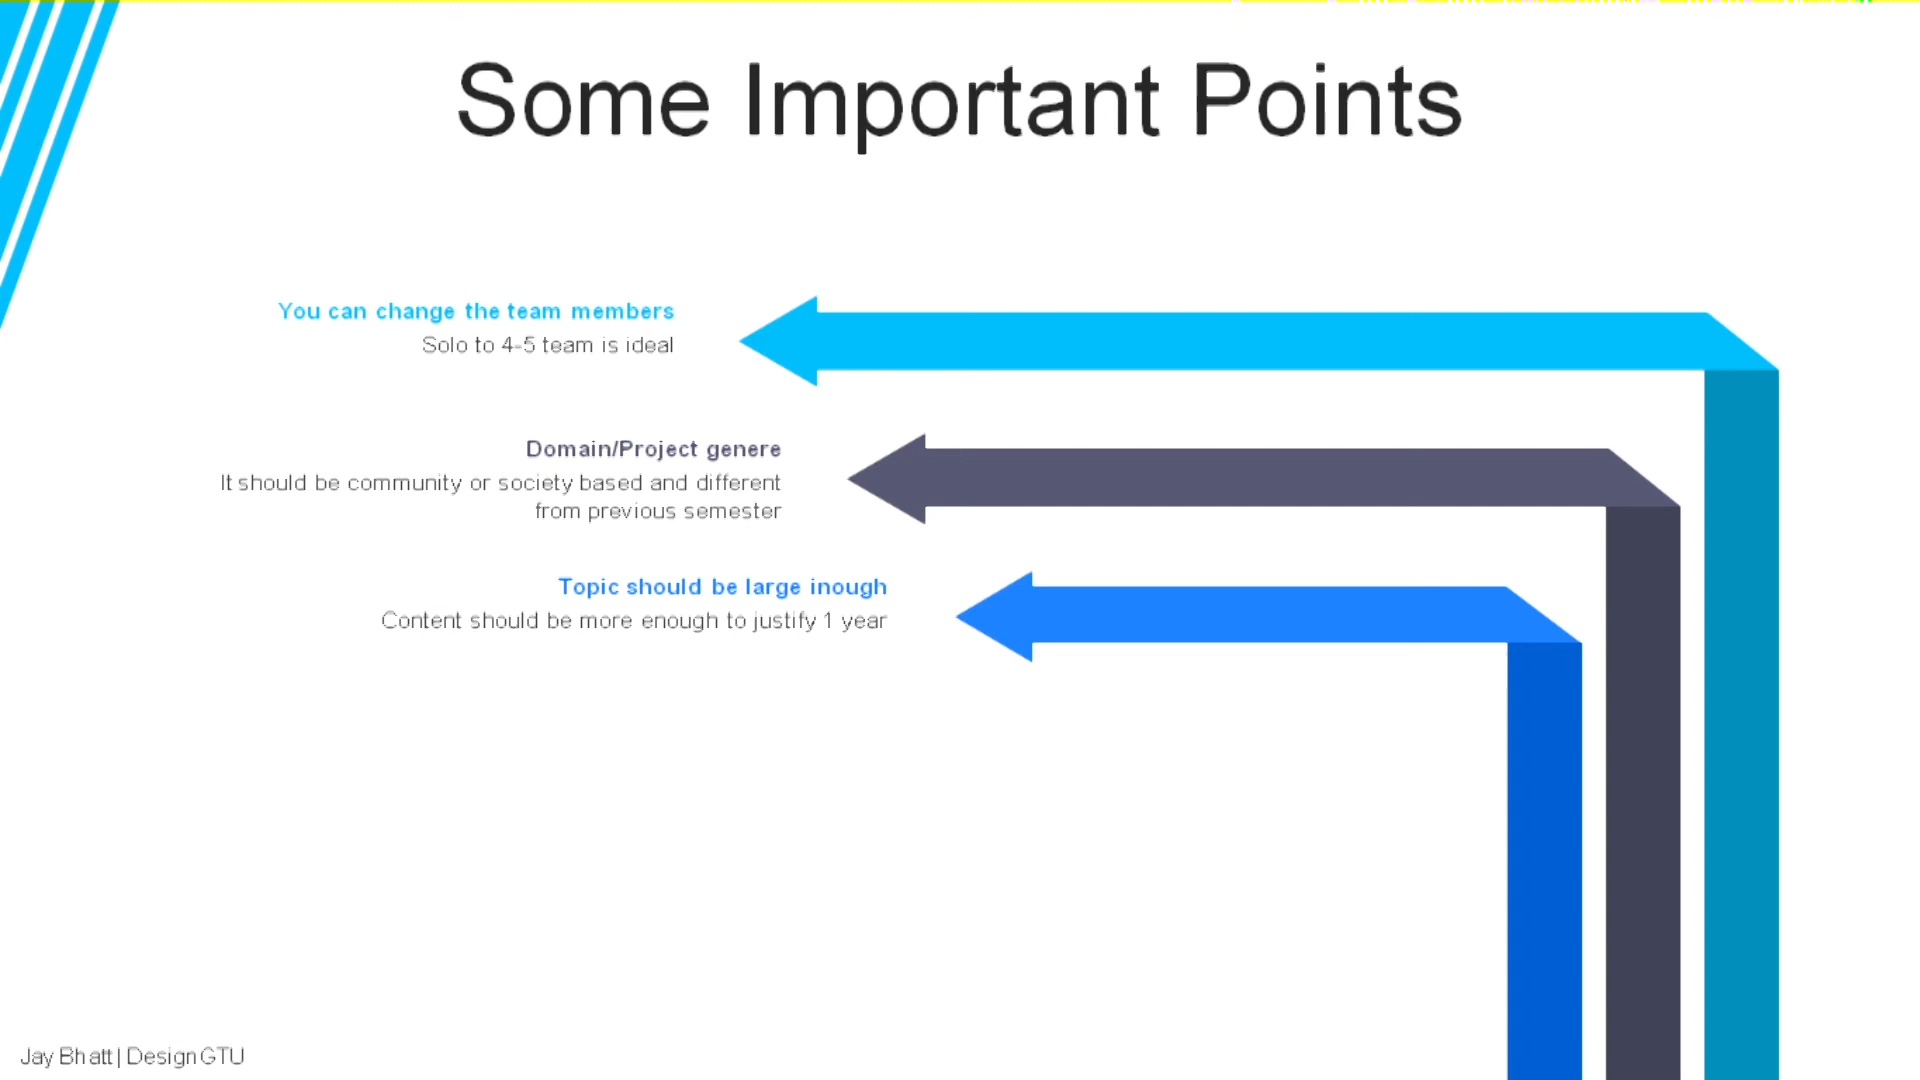 Some Important Points
You can change the team members
Solo to 4-5 team is ideal
Domain/Project genere
It should be community or society based and different
from previous semester
Topic should be large inough
Content should be more enough to justify 1 year
Jay Bhatt | Design GTU